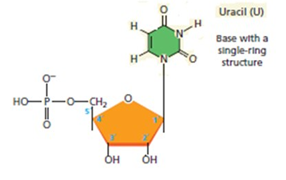 O
H
H
N
Uracil (U)
Base with a
single-ring
structure
H
N
O
O⁻
HO—P—O—CH₂
O
O
5'
4'
1'
3'
2'
OH
OH